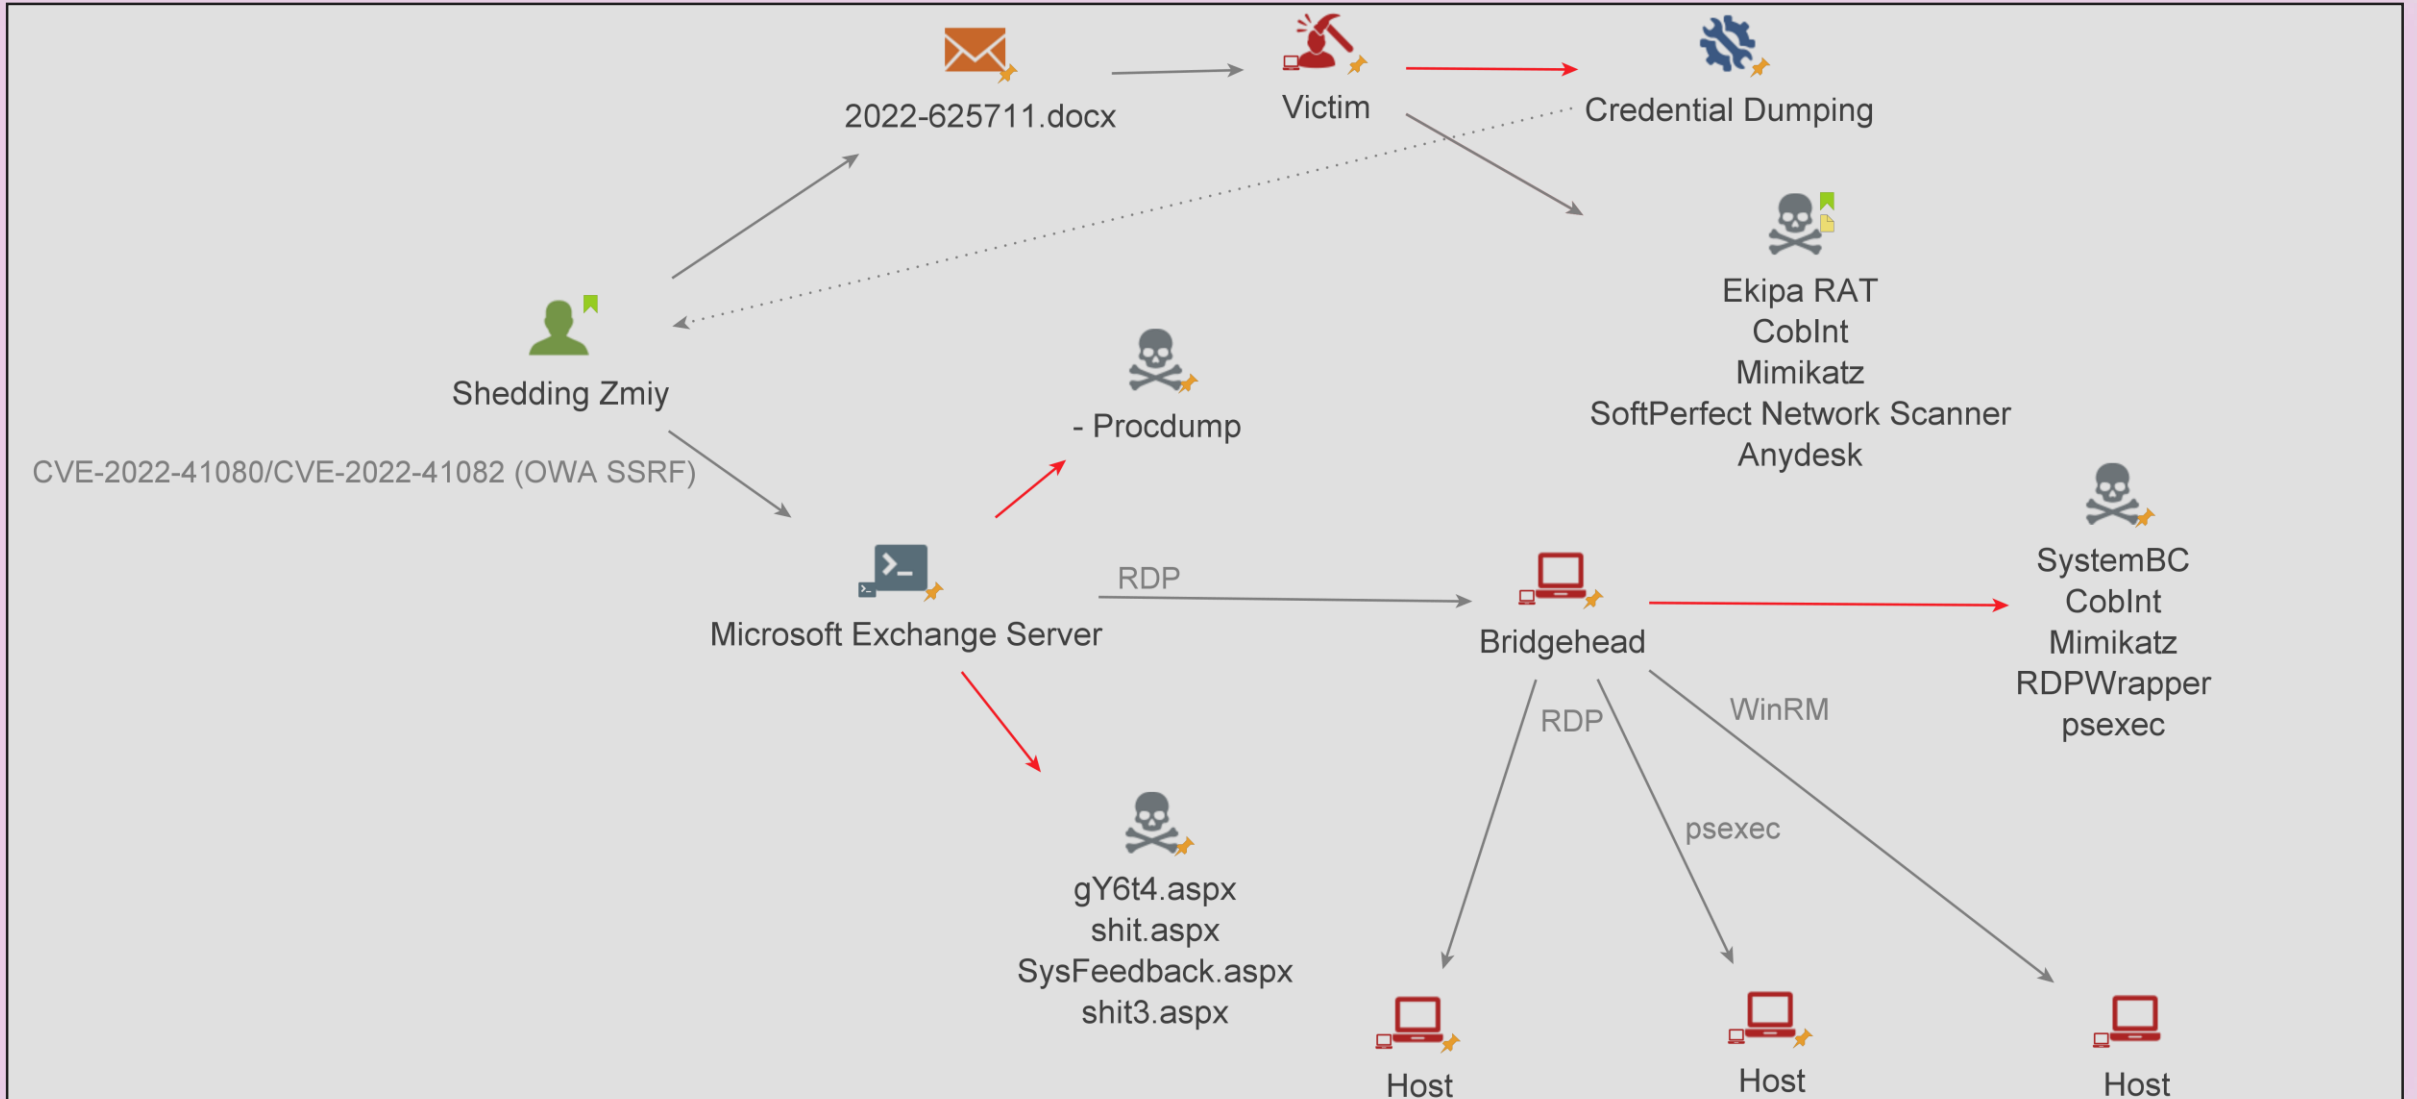 2022-625711.docx
Victim
Credential Dumping
Ekipa RAT
CobInt
Mimikatz
SoftPerfect Network Scanner
Anydesk
Shedding Zmiy
- Procdump
CVE-2022-41080/CVE-2022-41082 (OWA SSRF)
Microsoft Exchange Server
RDP
Bridgehead
SystemBC
CobInt
Mimikatz
RDPWrapper
psexec
RDP
WinRM
psexec
gY6t4.aspx
shit.aspx
SysFeedback.aspx
shit3.aspx
Host
Host
Host